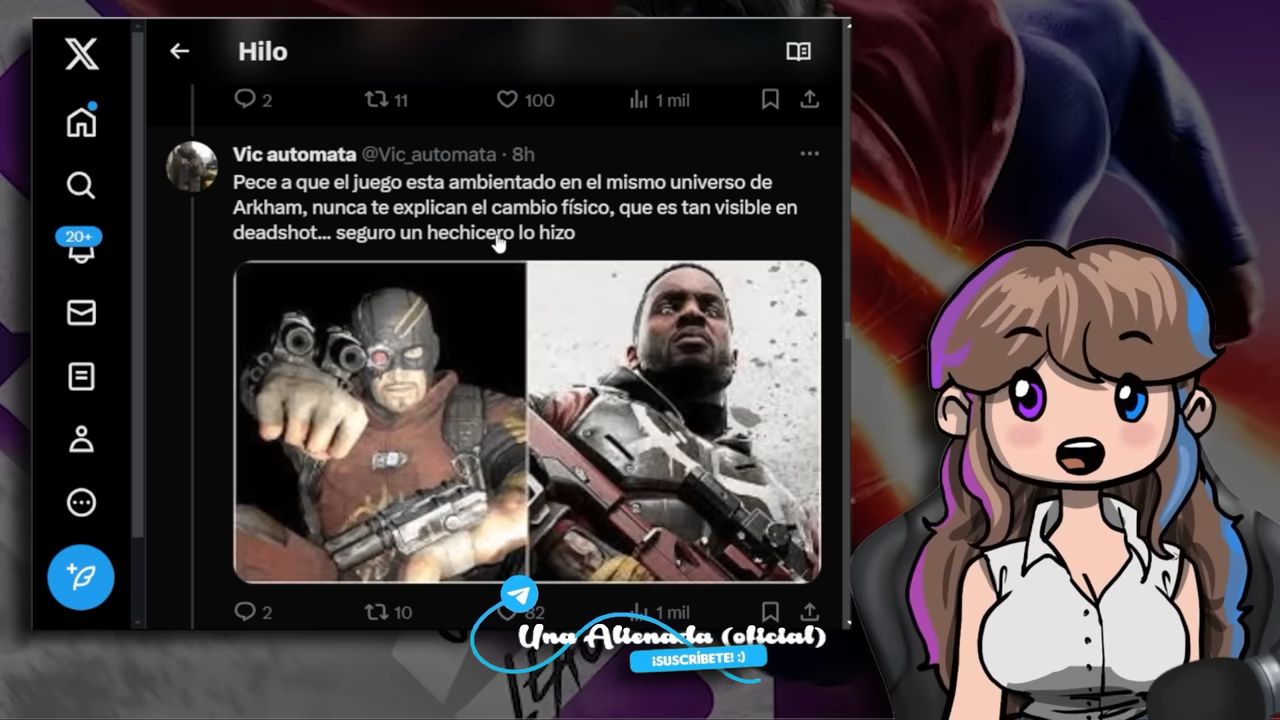 X
Hilo
2 11 100 1 mil
Vic automata @Vic_automata · 8h
Pece a que el juego esta ambientado en el mismo universo de
Arkham, nunca te explican el cambio físico, que es tan visible en
deadshot... seguro un hechicero lo hizo
20+
2 10 82 1 mil
Una Alienada (oficial)
¡SUSCRÍBETE! :)